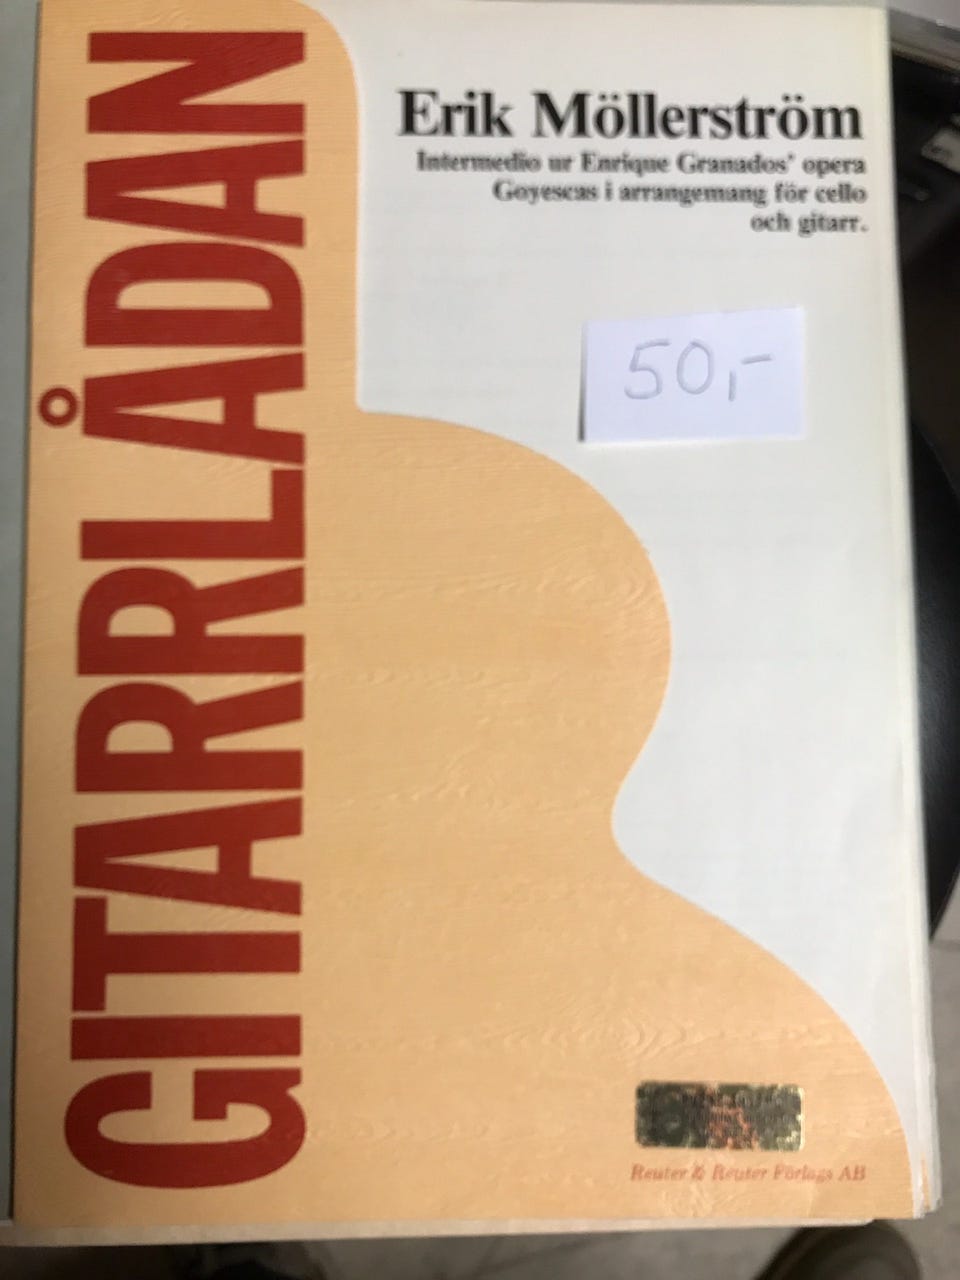 GITARRLÅDAN
Erik Möllerström
Intermedio ur Enrique Granados' opera
Goyescas i arrangemang för cello
och gitarr.
50,-
Reuter & Reuter Förlags AB